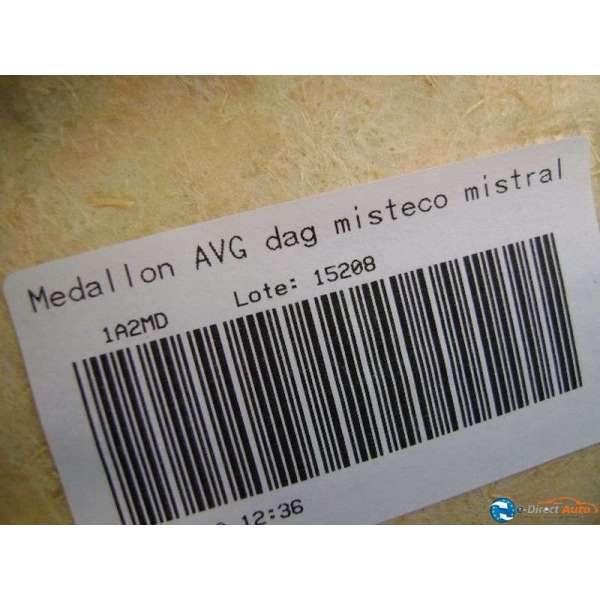 Medallon AVG dag misteco mistral
1A2MD Lote: 15208
12:36
e-Direct Auto